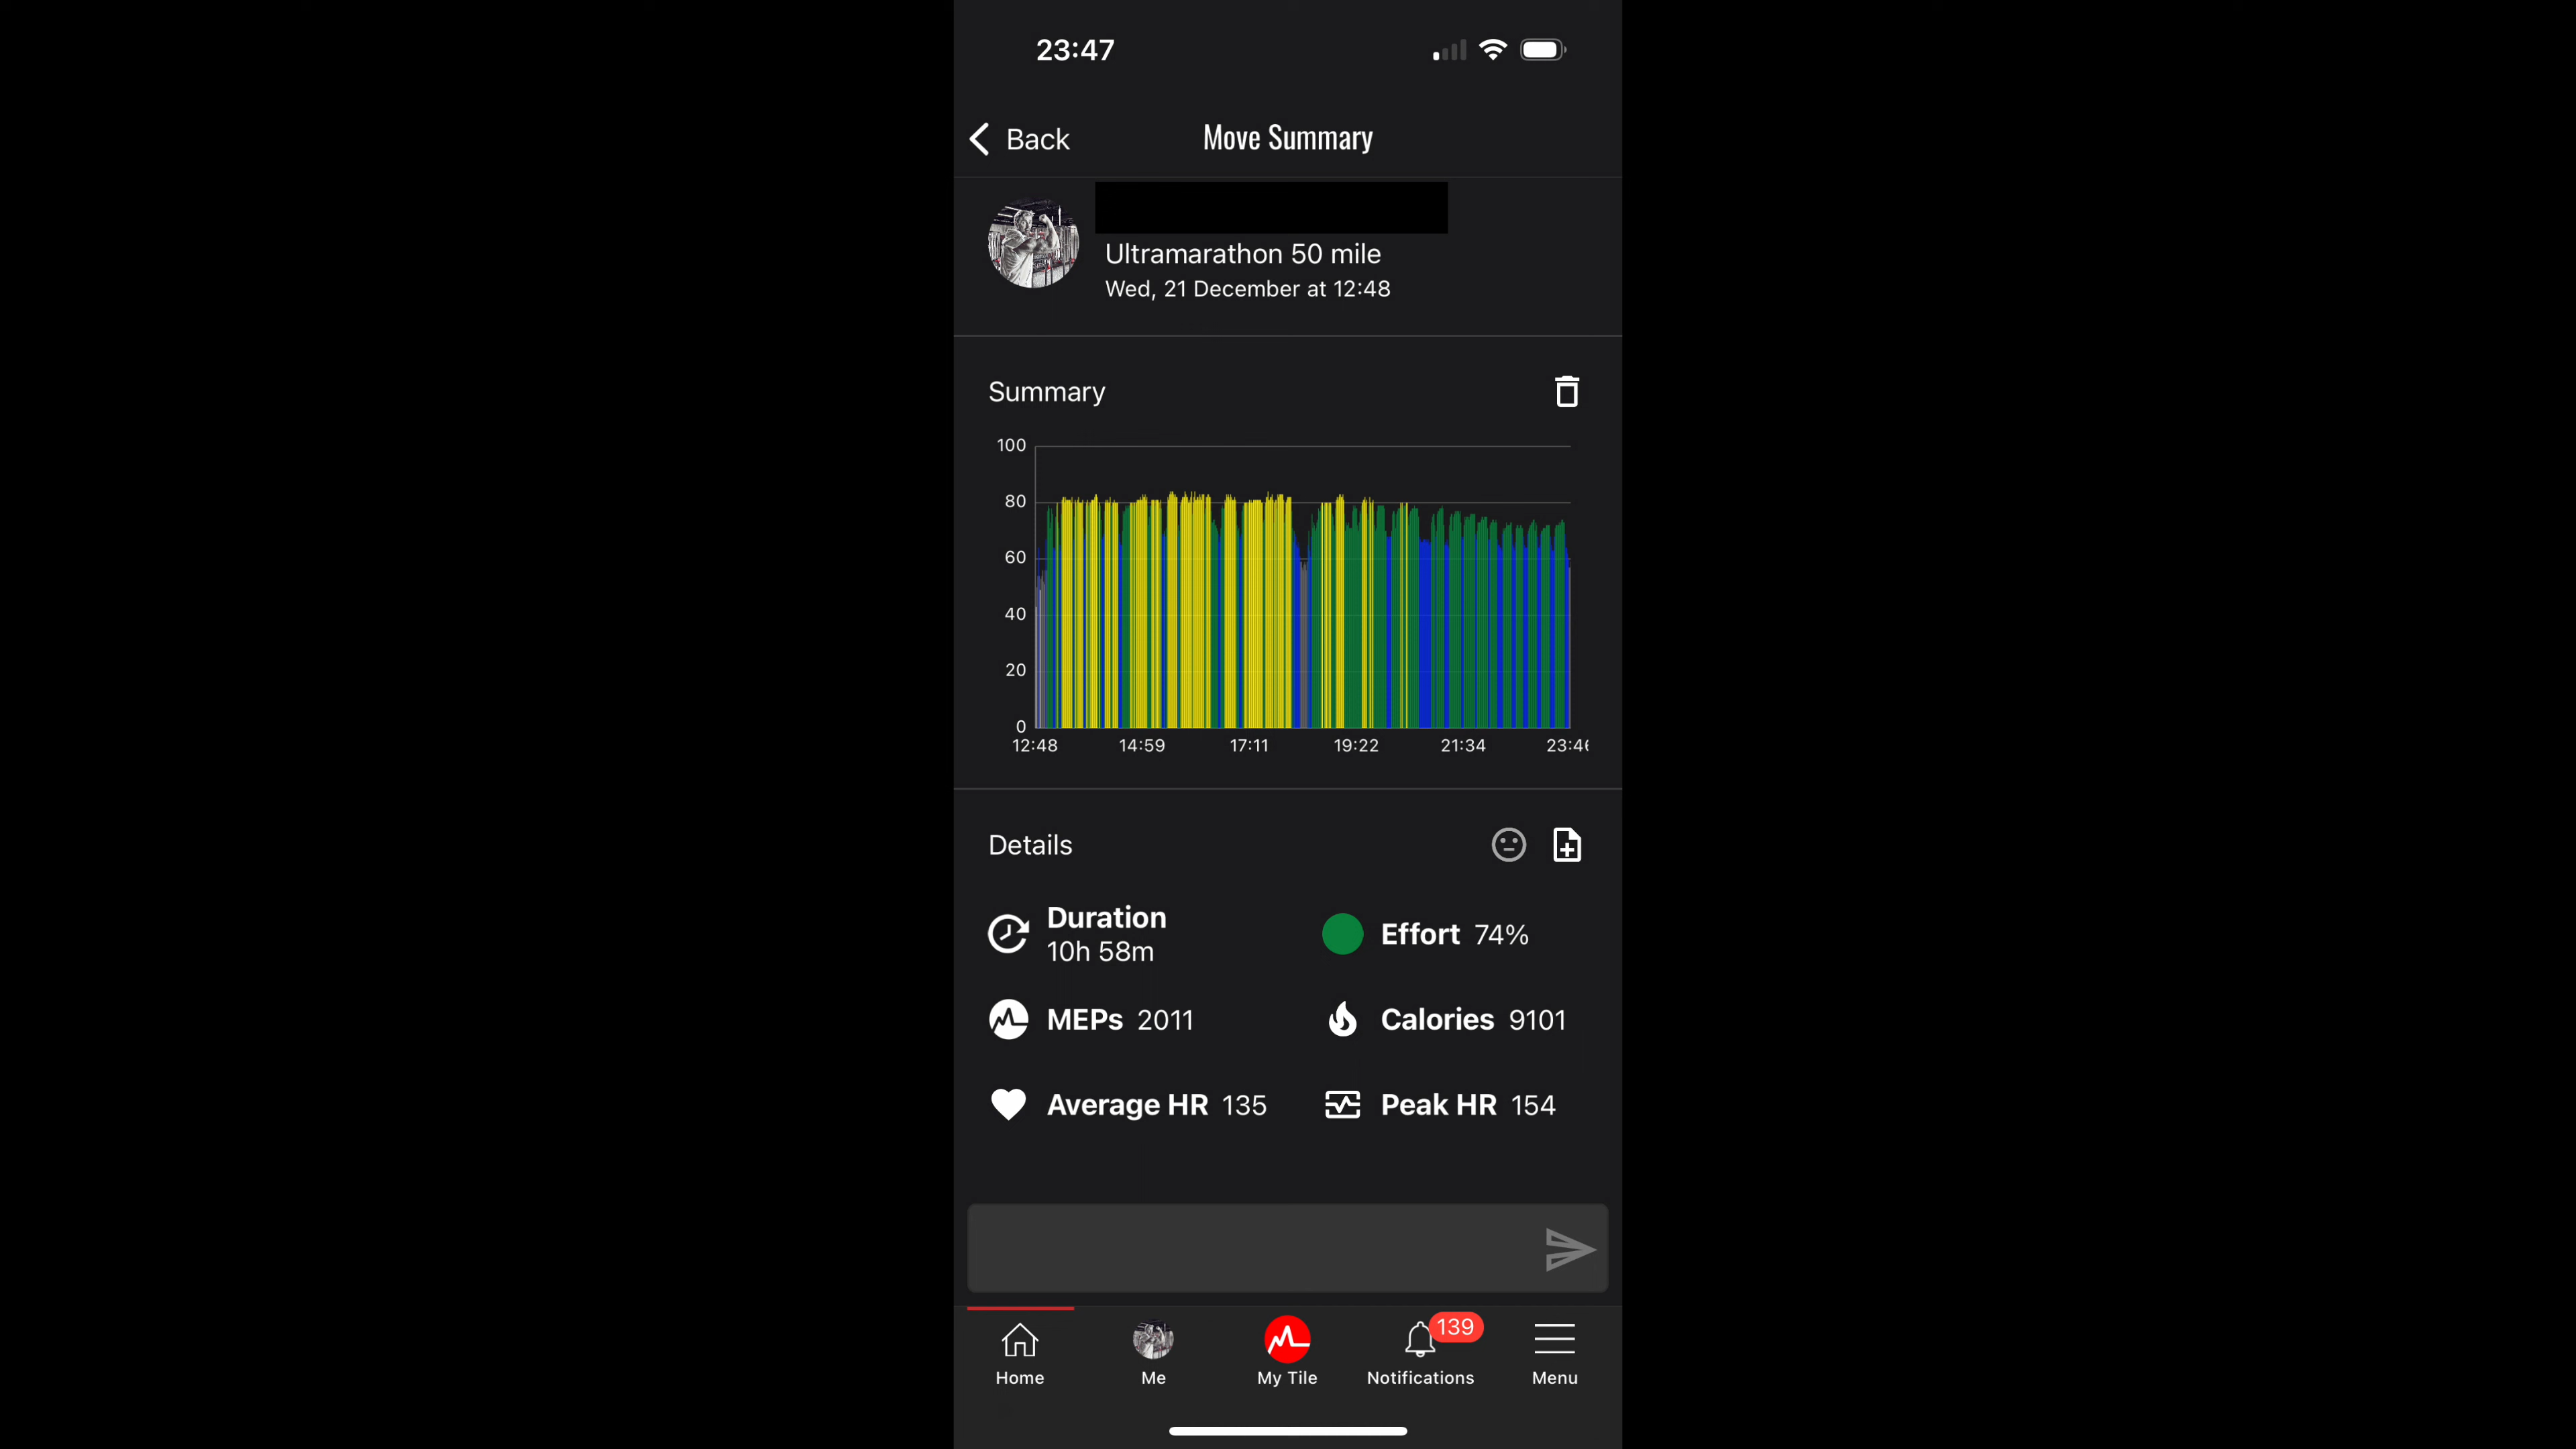 23:47
Back
Move Summary
Ultramarathon 50 mile
Wed, 21 December at 12:48
Summary
100
80
60
40
20
0
12:48 14:59 17:11 19:22 21:34 23:46
Details
Duration
10h 58m
Effort 74%
MEPs 2011
Calories 9101
Average HR 135
Peak HR 154
139
Home Me My Tile Notifications Menu